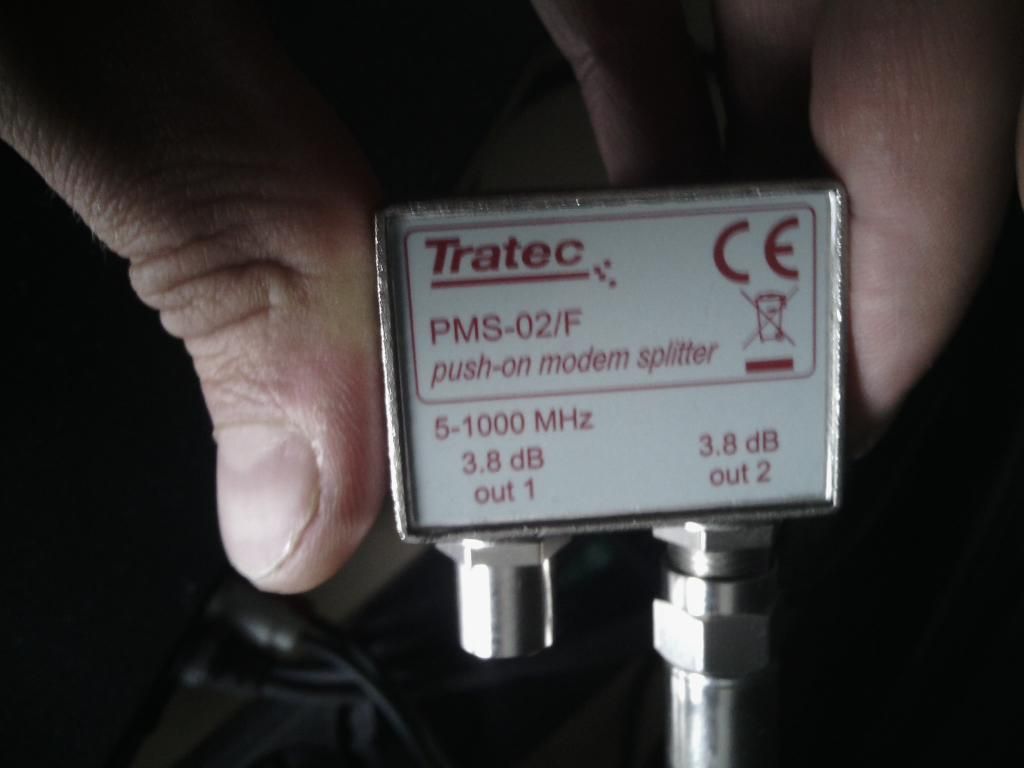 Tratec
CE
PMS-02/F
push-on modem splitter
5-1000 MHz
3.8 dB
out 1
3.8 dB
out 2